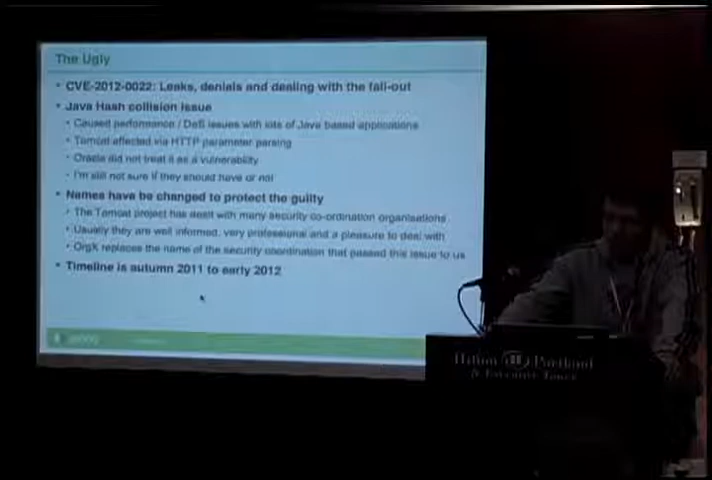 The Ugly
• CVE-2012-0022: Leaks, denials and dealing with the fall-out
• Java Hash collision issue
• Caused performance / DoS issues with lots of Java based applications
• Tomcat affected via HTTP parameter parsing
• Oracle did not treat it as a vulnerability
• I'm still not sure if they should have or not
• Names have be changed to protect the guilty
• The Tomcat project has dealt with many security co-ordination organisations
• Usually they are well informed, very professional and a pleasure to deal with
• OrgX replaces the name of the security coordination that passed this issue to us
• Timeline is autumn 2011 to early 2012
Hilton Portland
& Executive Tower